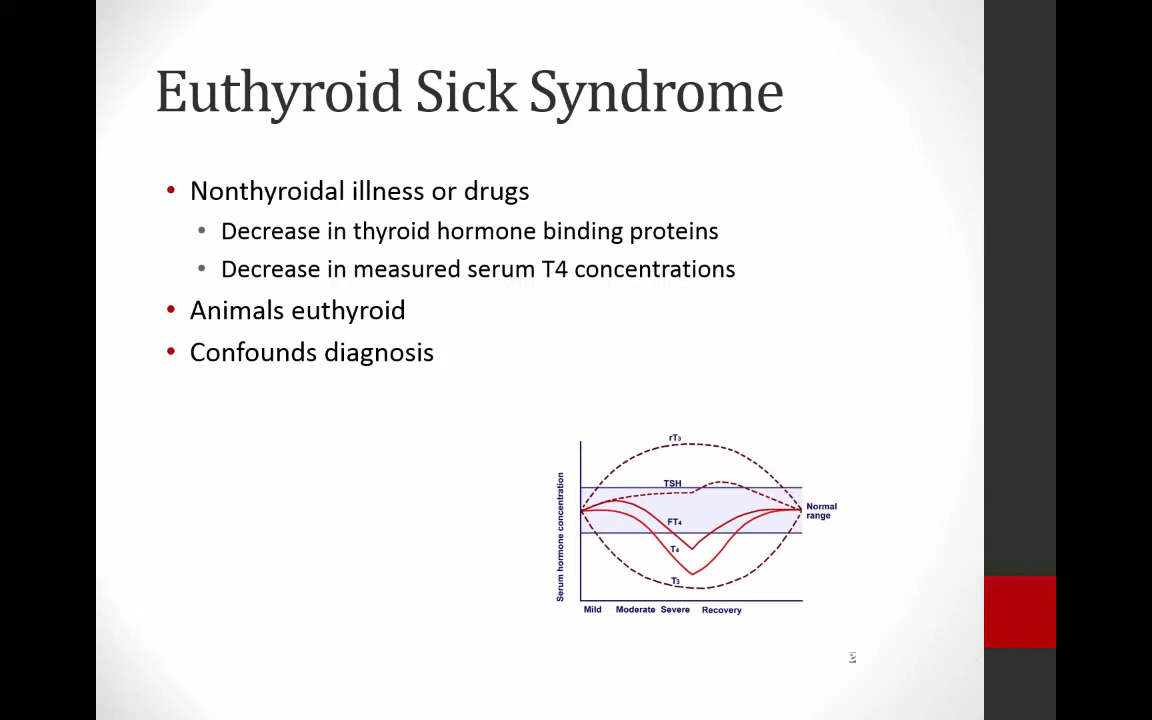 Euthyroid Sick Syndrome
• Nonthyroidal illness or drugs
• Decrease in thyroid hormone binding proteins
• Decrease in measured serum T4 concentrations
• Animals euthyroid
• Confounds diagnosis
rT3
TSH
FT4
T4
T3
Normal
range
Serum hormone concentration
Mild Moderate Severe Recovery